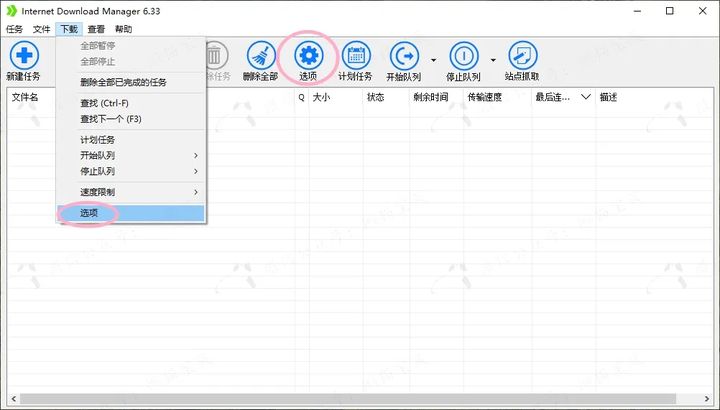 Internet Download Manager 6.33
任务 文件 下载 查看 帮助
新建任务 除任务 删除全部 选项 计划任务 开始队列 停止队列 站点抓取
全部暂停
全部停止
删除全部已完成的任务
查找 (Ctrl-F)
查找下一个 (F3)
计划任务
开始队列
停止队列
速度限制
选项
文件名 Q 大小 状态 剩余时间 传输速度 最后连... 描述